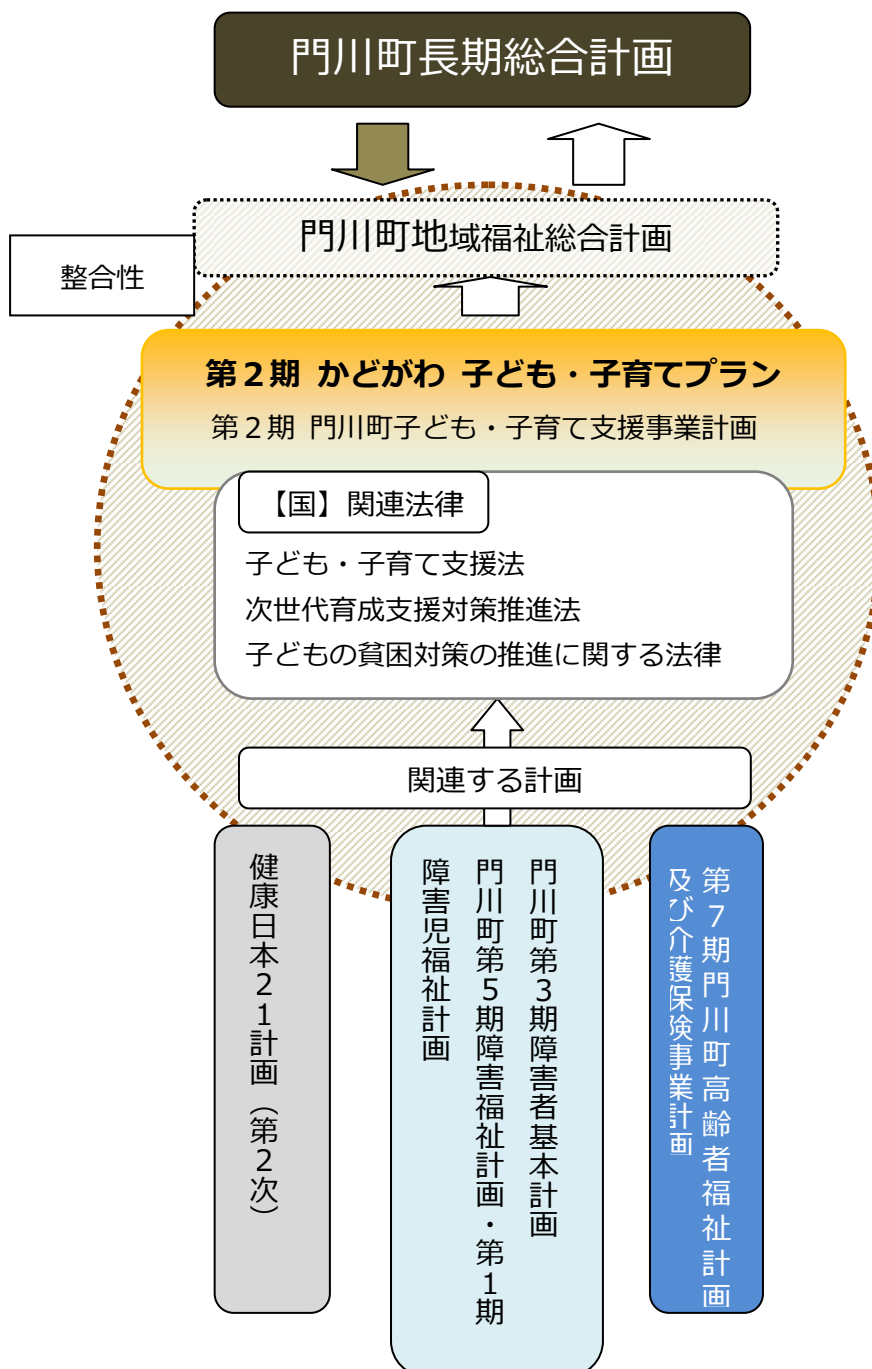 門川町長期総合計画
門川町地域福祉総合計画
整合性
第２期 かどがわ 子ども・子育てプラン
第２期 門川町子ども・子育て支援事業計画
【国】関連法律
子ども・子育て支援法
次世代育成支援対策推進法
子どもの貧困対策の推進に関する法律
関連する計画
健康日本２１計画（第２次）
門川町第３期障害者基本計画
門川町第５期障害福祉計画・第１期
障害児福祉計画
第７期門川町高齢者福祉計画
及び介護保険事業計画